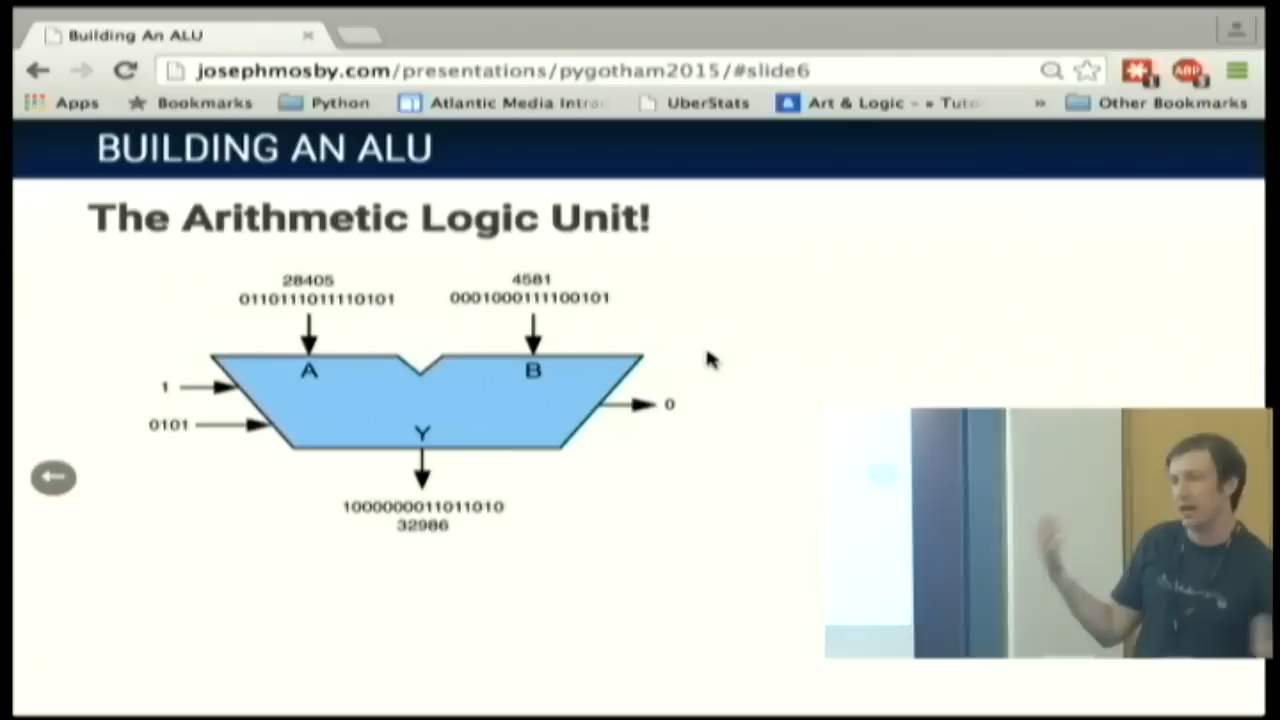 Building An ALU
josephmosby.com/presentations/pygotham2015/#slide6
Apps Bookmarks Python Atlantic Media Intra UberStats Art & Logic - » Tuto » Other Bookmarks
ABP
BUILDING AN ALU
The Arithmetic Logic Unit!
28405 4581
0110111011110101 0001000111100101
A B
1
0
0101
Y
1000000011011010
32986